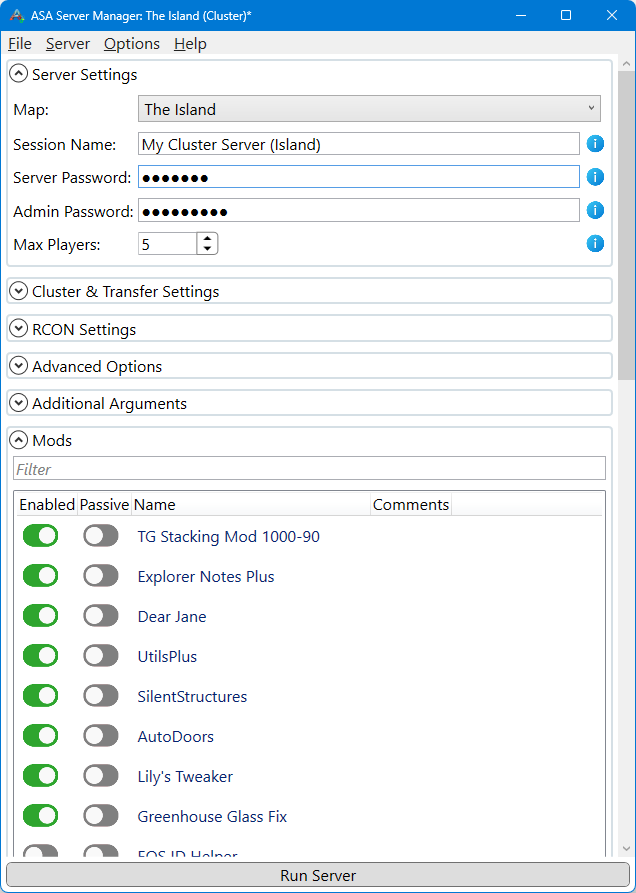 ASA Server Manager: The Island (Cluster)*
File Server Options Help
Server Settings
Map: The Island
Session Name: My Cluster Server (Island)
Server Password: ●●●●●●●
Admin Password: ●●●●●●●●●
Max Players: 5
Cluster & Transfer Settings
RCON Settings
Advanced Options
Additional Arguments
Mods
Filter
Enabled Passive Name Comments
TG Stacking Mod 1000-90
Explorer Notes Plus
Dear Jane
UtilsPlus
SilentStructures
AutoDoors
Lily's Tweaker
Greenhouse Glass Fix
EOS ID Helper
Run Server